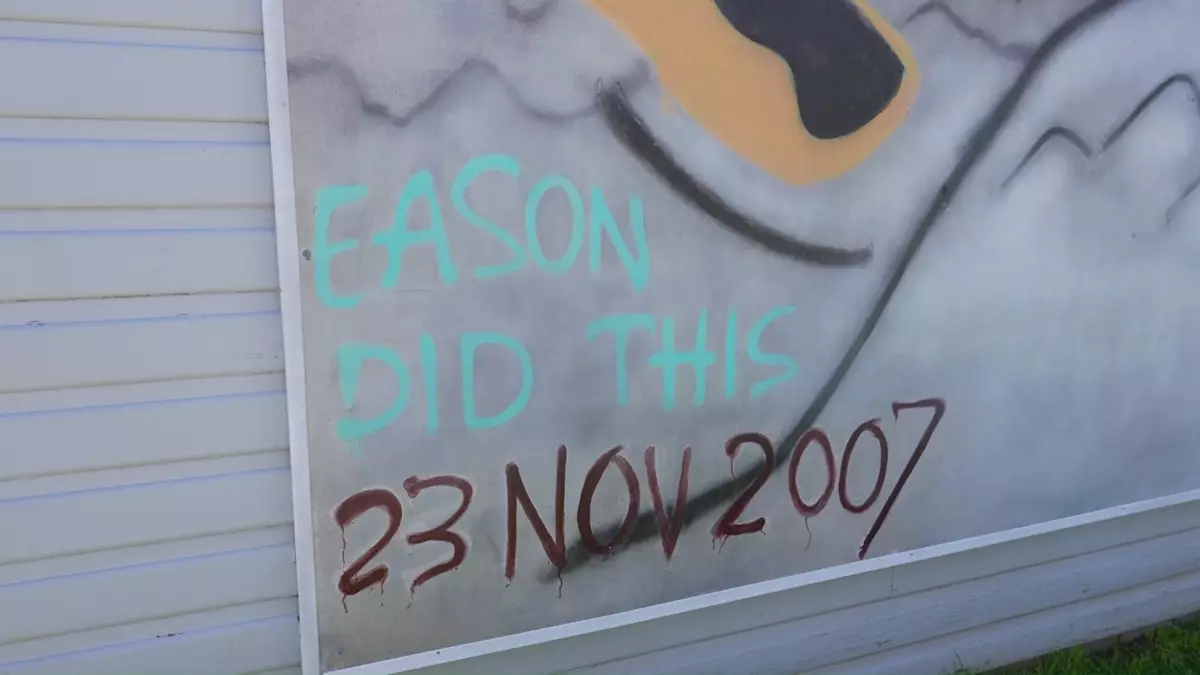 EASON
DID THIS
23 NOV 2007